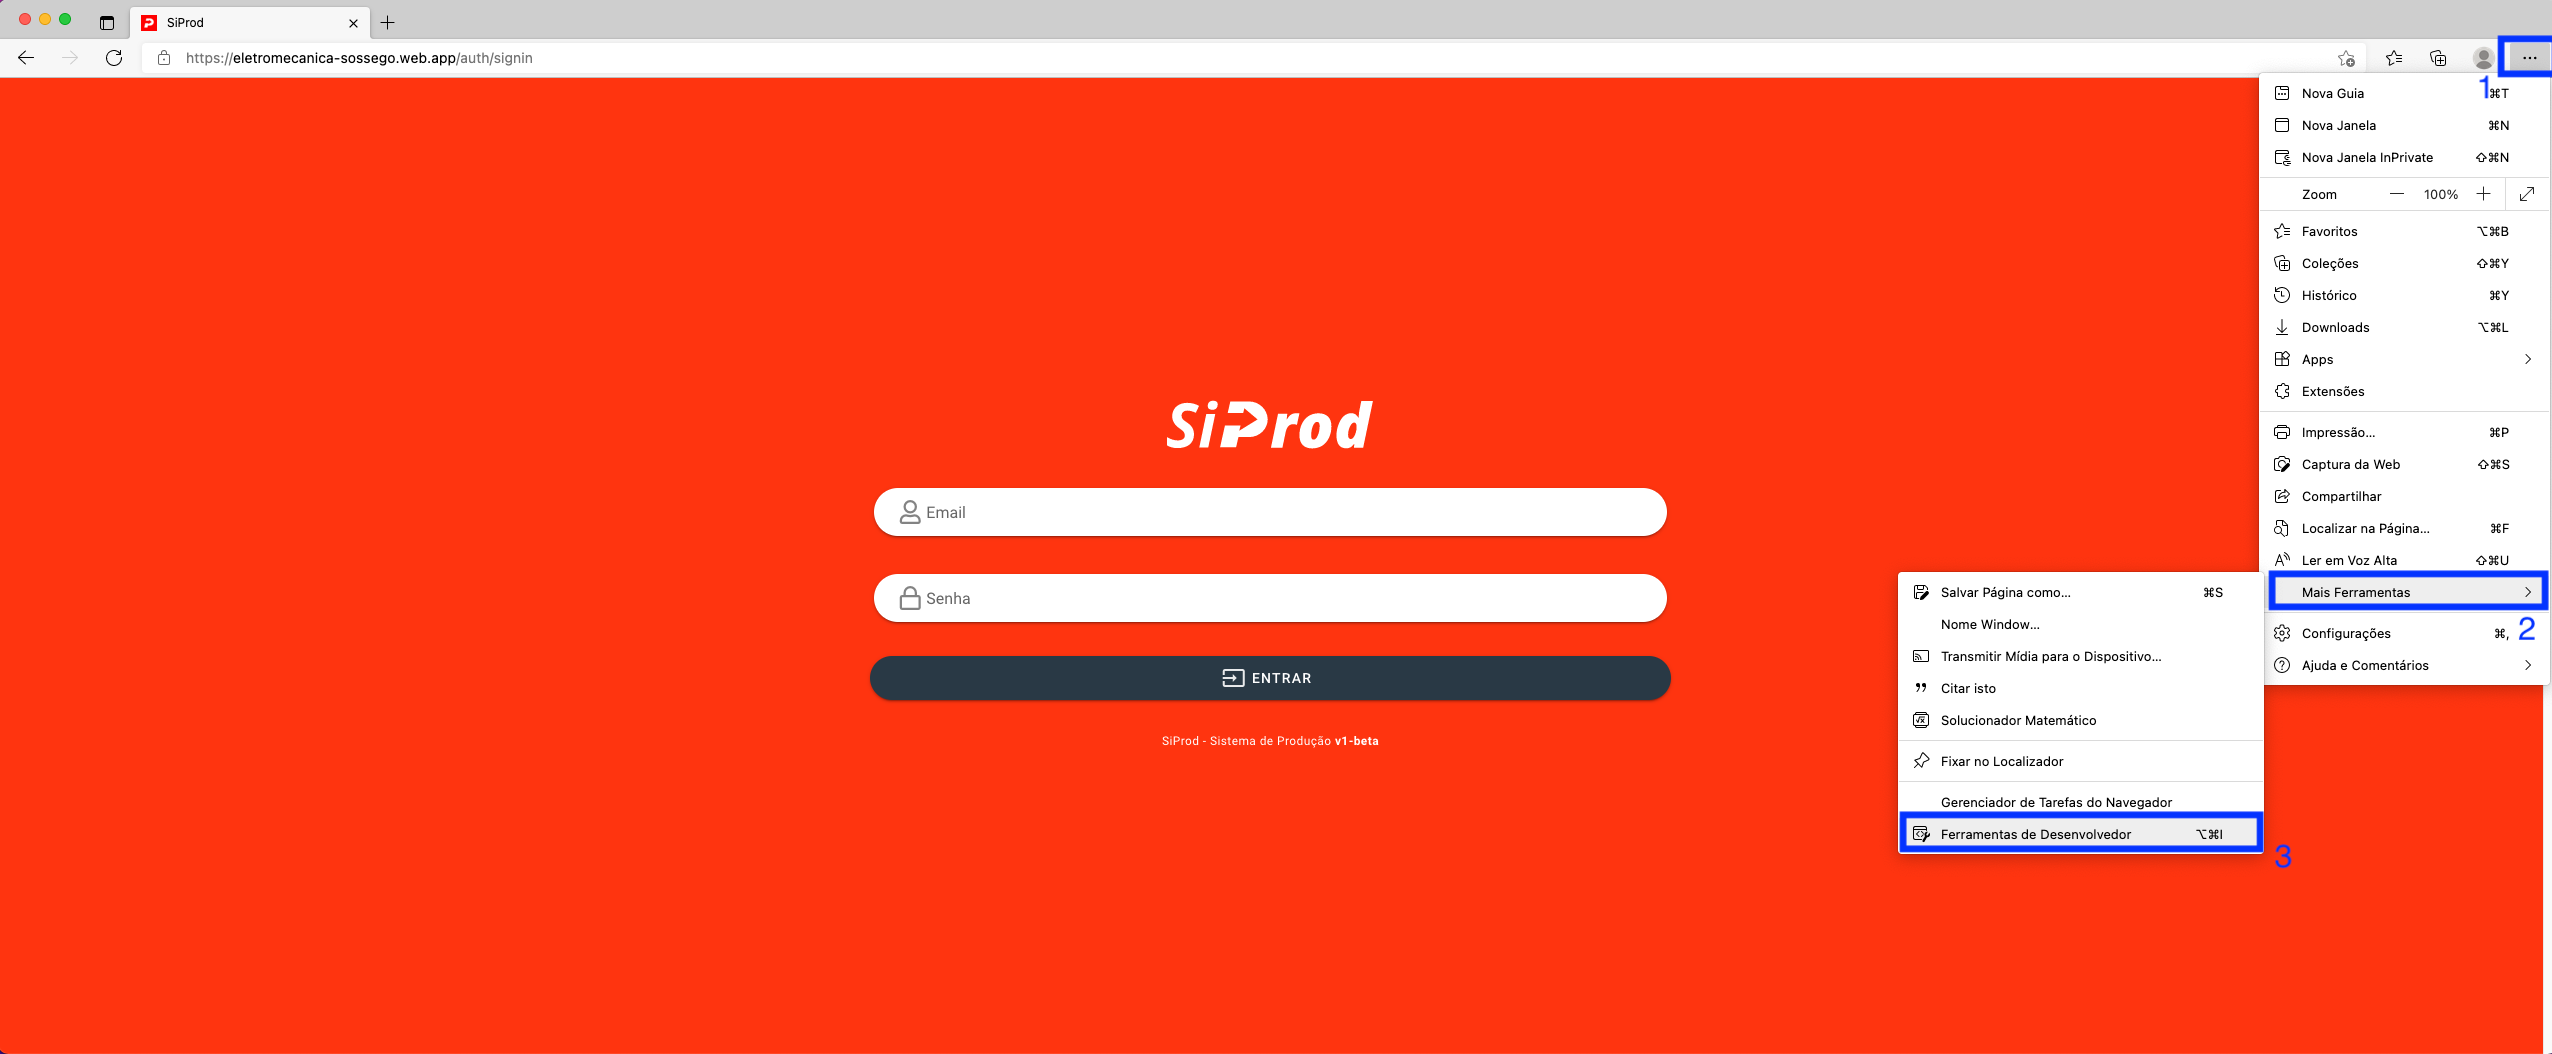 SiProd
https://eletromecanica-sossego.web.app/auth/signin
1
Nova Guia ⌘T
Nova Janela ⌘N
Nova Janela InPrivate ⇧⌘N
Zoom — 100% +
Favoritos ⌥⌘B
Coleções ⇧⌘Y
Histórico ⌘Y
Downloads ⌥⌘L
Apps
Extensões
Impressão... ⌘P
Captura da Web ⇧⌘S
Compartilhar
Localizar na Página... ⌘F
Ler em Voz Alta ⇧⌘U
Mais Ferramentas
2
Configurações ⌘,
Ajuda e Comentários
Salvar Página como... ⌘S
Nome Window...
Transmitir Mídia para o Dispositivo...
Citar isto
Solucionador Matemático
Fixar no Localizador
Gerenciador de Tarefas do Navegador
Ferramentas de Desenvolvedor ⌥⌘I
3
SiProd
Email
Senha
ENTRAR
SiProd - Sistema de Produção v1-beta